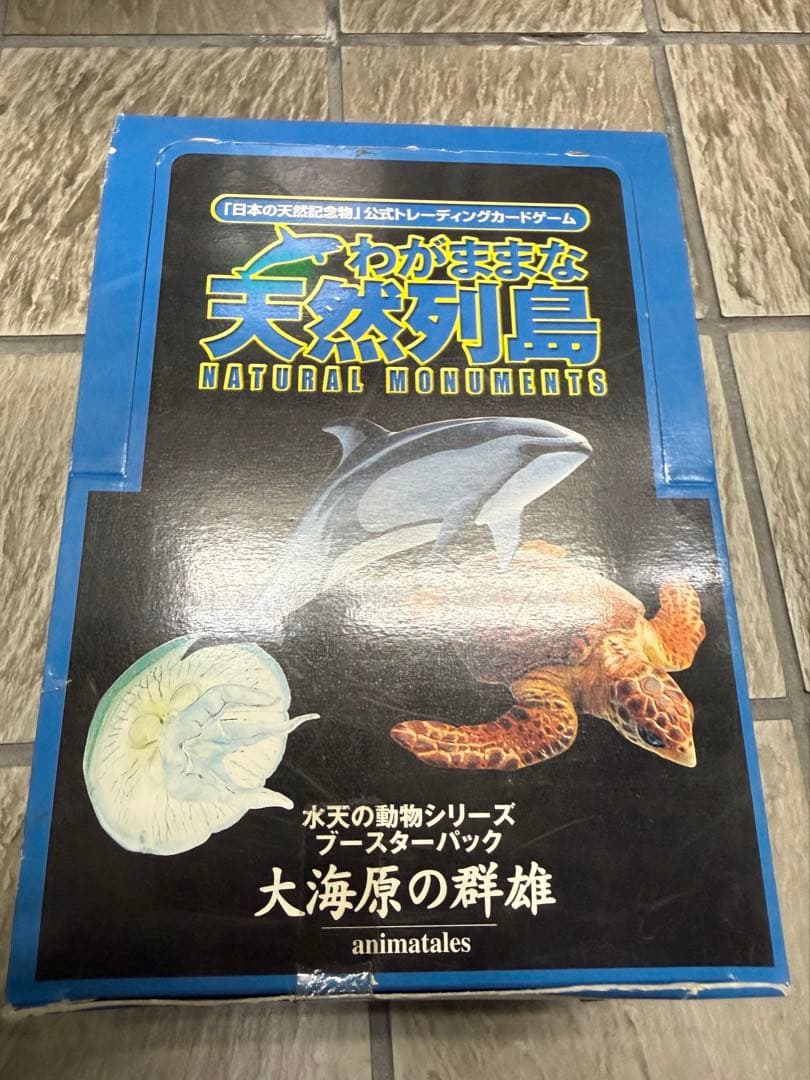 「日本の天然記念物」公式トレーディングカードゲーム
わがままな
天然列島
NATURAL MONUMENTS
水天の動物シリーズ
ブースターパック
大海原の群雄
animatales